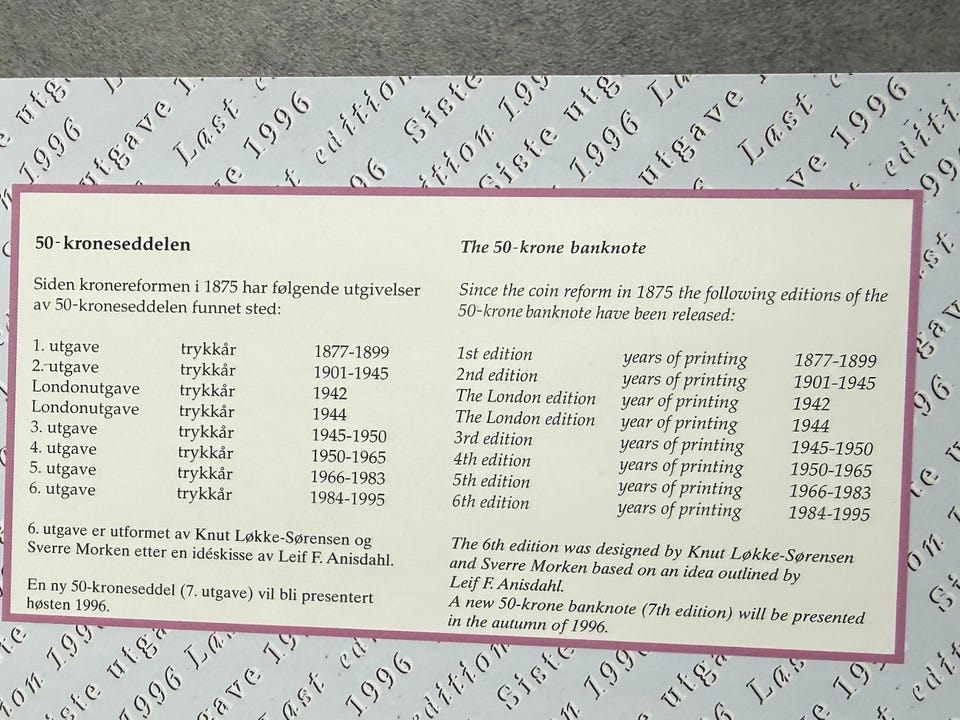 50-kroneseddelen
Siden kronereformen i 1875 har følgende utgivelser
av 50-kroneseddelen funnet sted:
1. utgave trykkår 1877-1899
2. utgave trykkår 1901-1945
Londonutgave trykkår 1942
Londonutgave trykkår 1944
3. utgave trykkår 1945-1950
4. utgave trykkår 1950-1965
5. utgave trykkår 1966-1983
6. utgave trykkår 1984-1995
6. utgave er utformet av Knut Løkke-Sørensen og
Sverre Morken etter en idéskisse av Leif F. Anisdahl.
En ny 50-kroneseddel (7. utgave) vil bli presentert
høsten 1996.
The 50-krone banknote
Since the coin reform in 1875 the following editions of the
50-krone banknote have been released:
1st edition years of printing 1877-1899
2nd edition years of printing 1901-1945
The London edition year of printing 1942
The London edition year of printing 1944
3rd edition years of printing 1945-1950
4th edition years of printing 1950-1965
5th edition years of printing 1966-1983
6th edition years of printing 1984-1995
The 6th edition was designed by Knut Løkke-Sørensen
and Sverre Morken based on an idea outlined by
Leif F. Anisdahl.
A new 50-krone banknote (7th edition) will be presented
in the autumn of 1996.
Siste utgave 1996
Last edition 1996